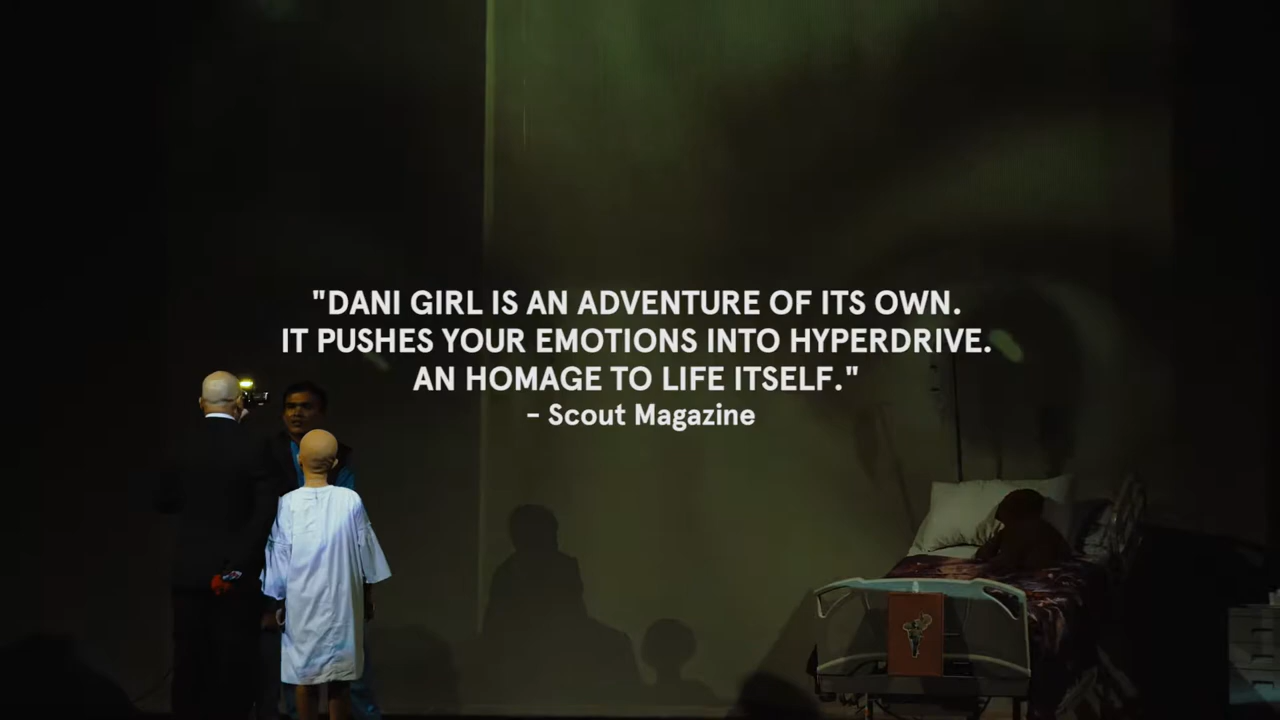 "DANI GIRL IS AN ADVENTURE OF ITS OWN.
IT PUSHES YOUR EMOTIONS INTO HYPERDRIVE.
AN HOMAGE TO LIFE ITSELF."
– Scout Magazine